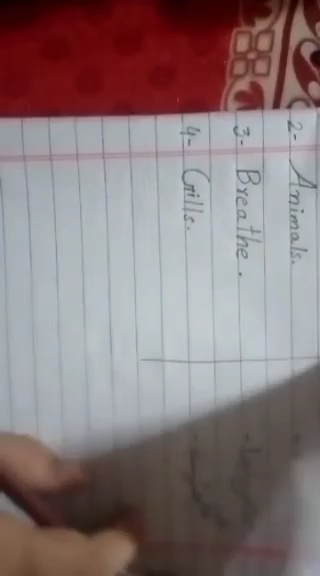 2- Animals.
3- Breathe.
4- Gills.